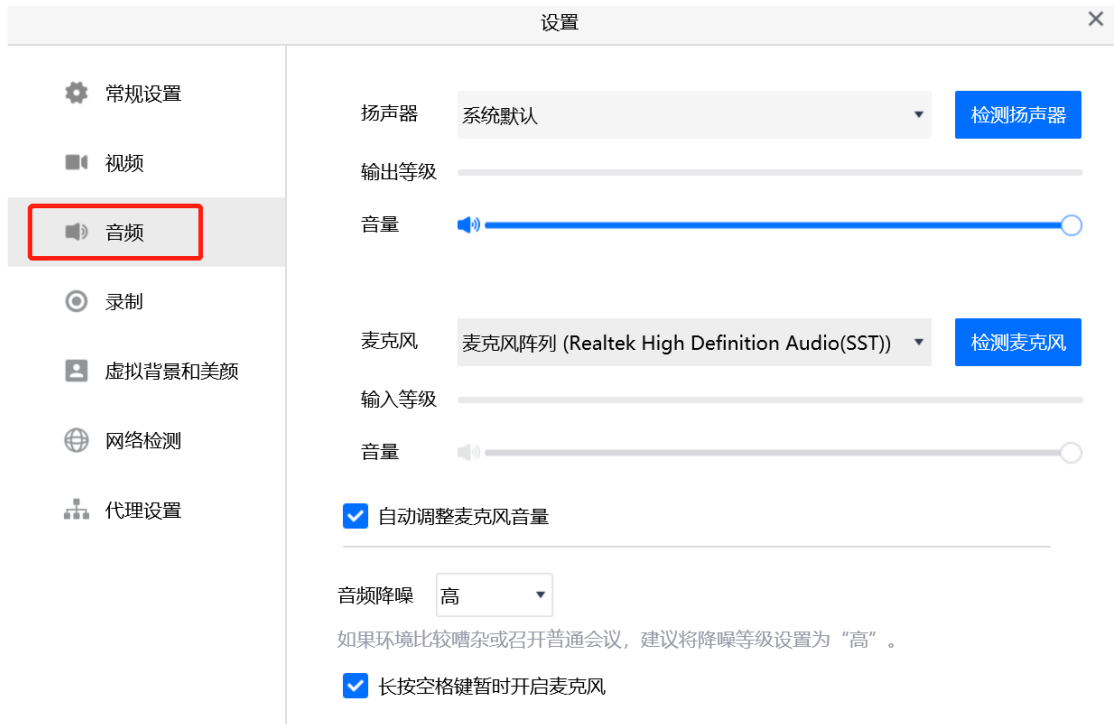 设置
常规设置
视频
音频
录制
虚拟背景和美颜
网络检测
代理设置
扬声器 系统默认 检测扬声器
输出等级
音量
麦克风 麦克风阵列 (Realtek High Definition Audio(SST)) 检测麦克风
输入等级
音量
自动调整麦克风音量
音频降噪 高
如果环境比较嘈杂或召开普通会议，建议将降噪等级设置为“高”。
长按空格键暂时开启麦克风